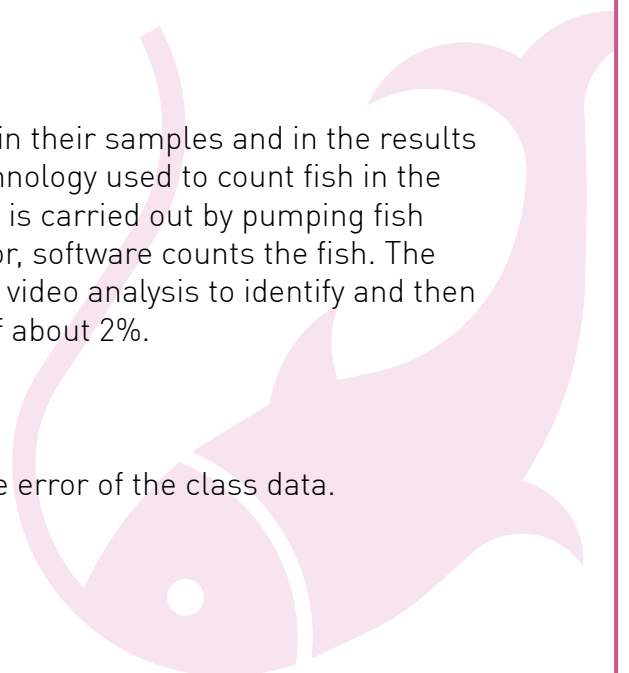 in their samples and in the results
hnology used to count fish in the
is carried out by pumping fish
or, software counts the fish. The
video analysis to identify and then
f about 2%.
e error of the class data.